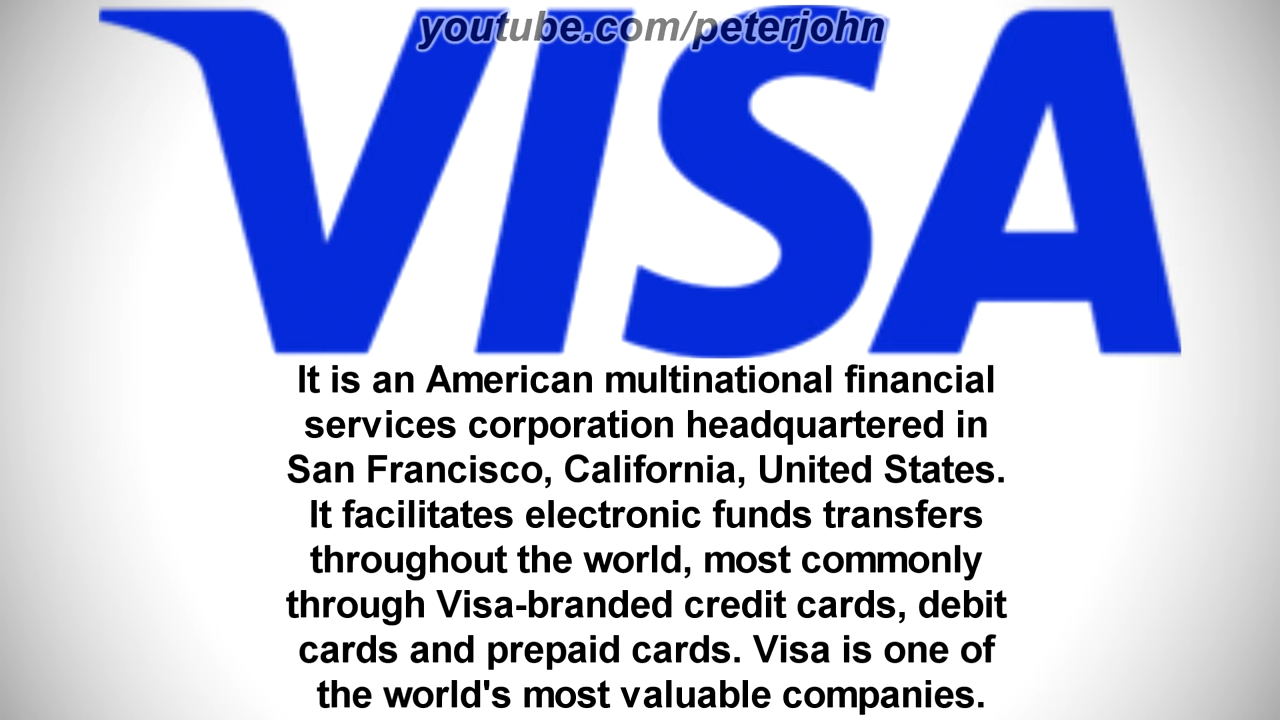 youtube.com/peterjohn
VISA
It is an American multinational financial
services corporation headquartered in
San Francisco, California, United States.
It facilitates electronic funds transfers
throughout the world, most commonly
through Visa-branded credit cards, debit
cards and prepaid cards. Visa is one of
the world's most valuable companies.